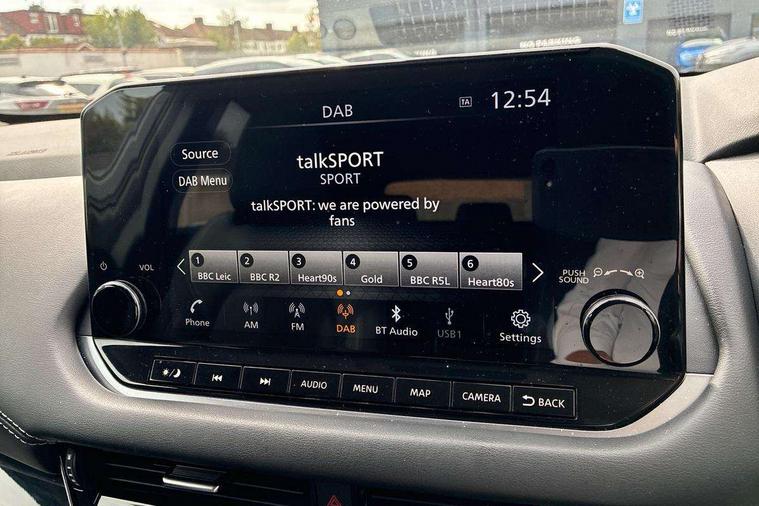 NO PARKING
DAB
TA
12:54
Source
talkSPORT
SPORT
DAB Menu
talkSPORT: we are powered by
fans
1
BBC Leic
2
BBC R2
3
Heart90s
4
Gold
5
BBC R5L
6
Heart80s
VOL
PUSH
SOUND
Phone
AM
FM
DAB
BT Audio
USB1
Settings
AUDIO
MENU
MAP
CAMERA
BACK